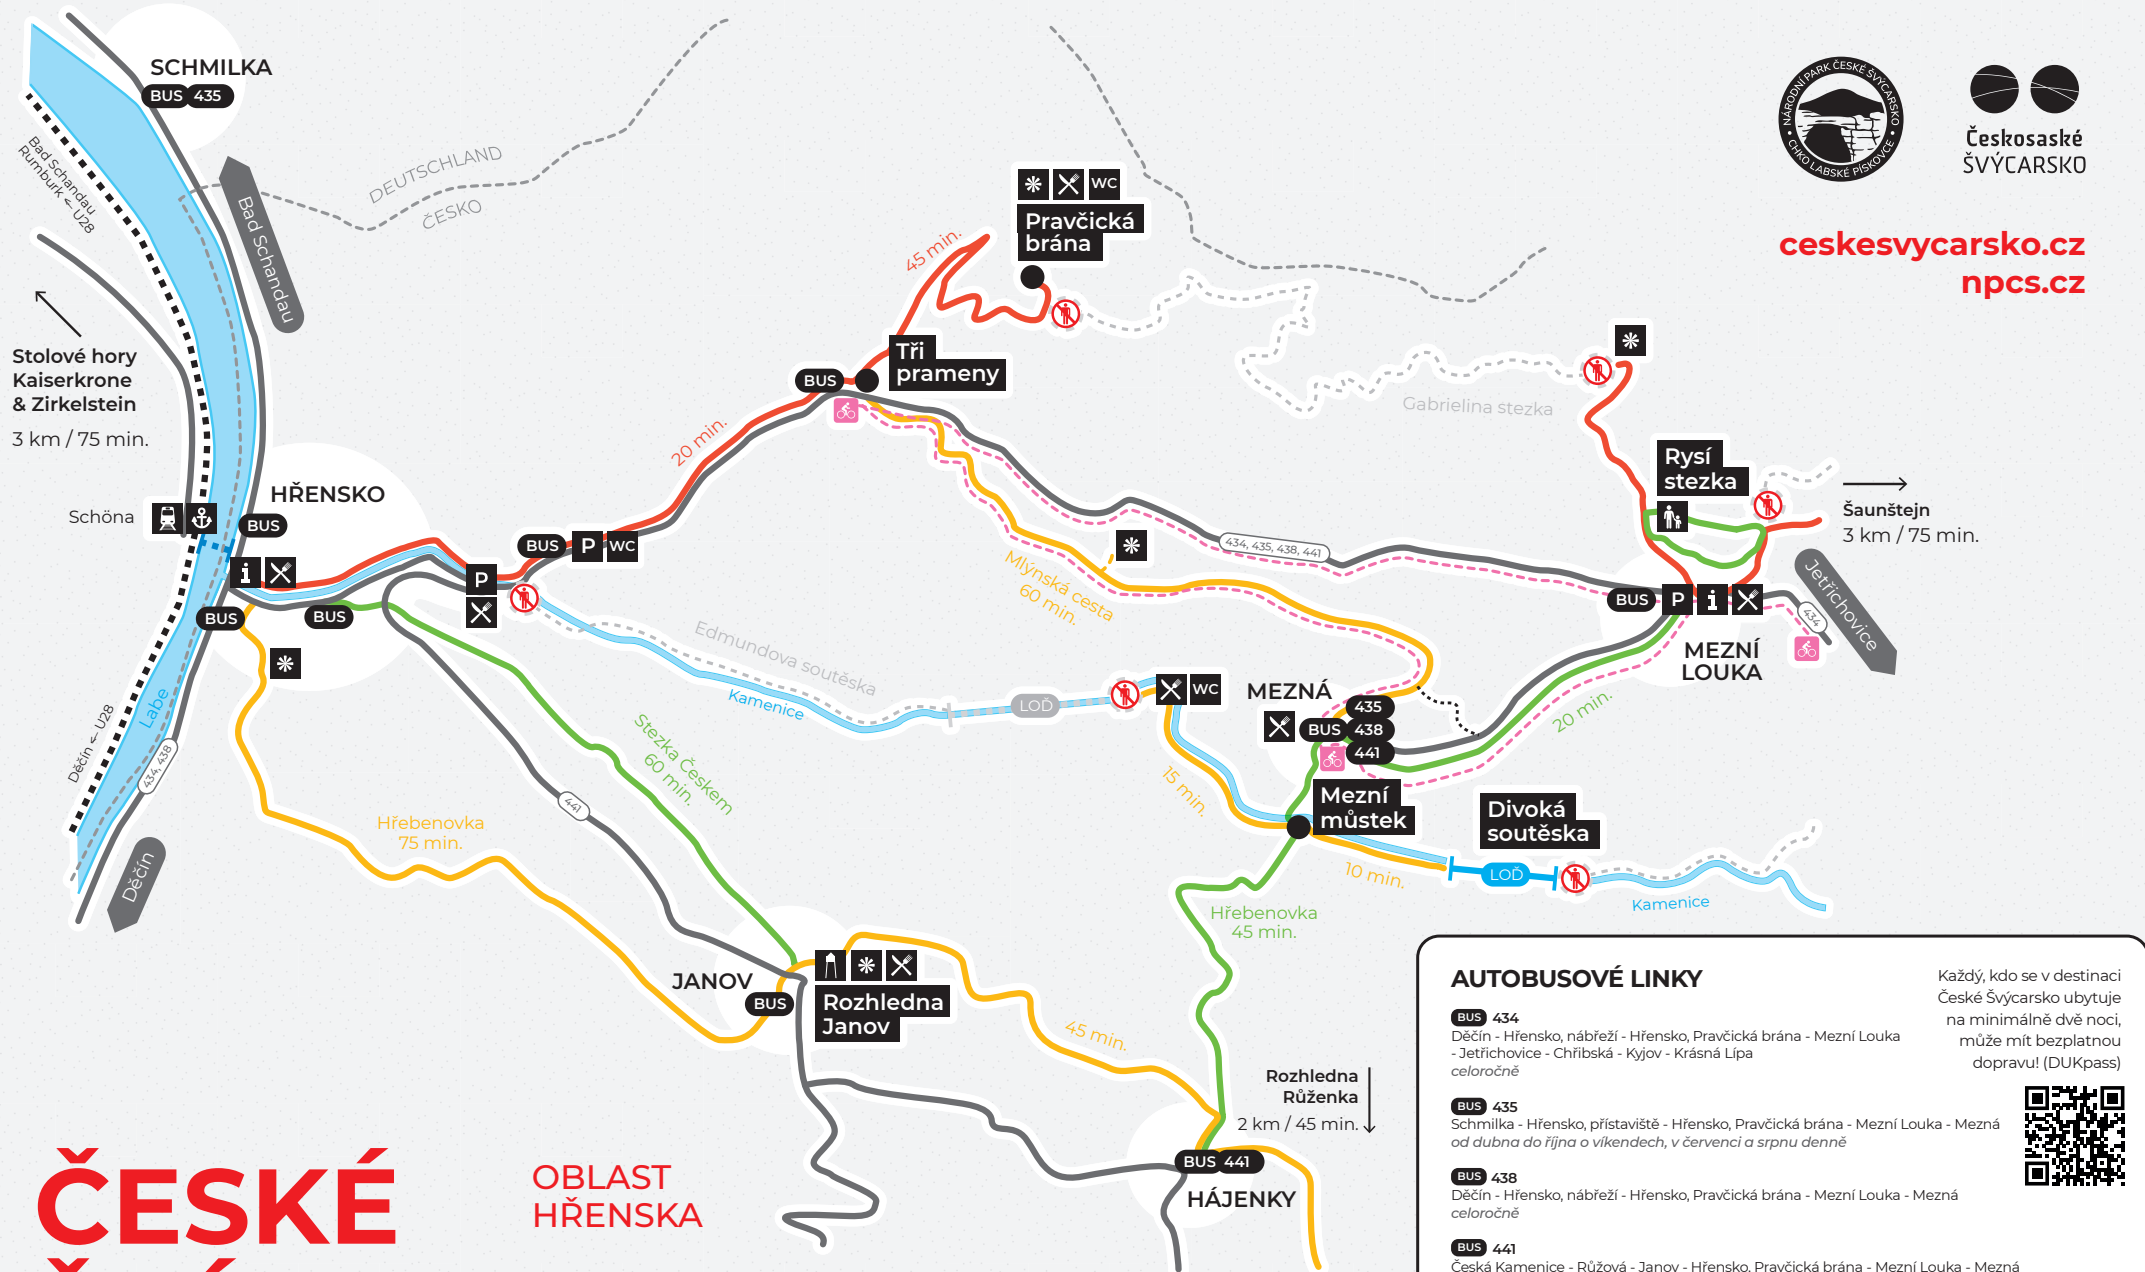 SCHMILKA
BUS 435
Bad Schandau
Rumburk <- U28
Bad Schandau
DEUTSCHLAND
ČESKO
NÁRODNÍ PARK ČESKÉ ŠVÝCARSKO
CHKO LABSKÉ PÍSKOVCE
Českosaské
ŠVÝCARSKO
ceskesvycarsko.cz
npcs.cz
WC
Pravčická
brána
45 min.
Stolové hory
Kaiserkrone
& Zirkelstein
3 km / 75 min.
Tři
prameny
BUS
20 min.
Gabrielina stezka
Rysí
stezka
Šaunštejn
3 km / 75 min.
Jetřichovice
Schöna
HŘENSKO
BUS
BUS
P
WC
P
i
BUS
BUS
434, 435, 438, 441
Mlýnská cesta
60 min.
BUS
P
i
434
MEZNÍ
LOUKA
Edmundova soutěska
Kamenice
LOĎ
WC
MEZNÁ
435
BUS 438
441
20 min.
Labe
Děčín <- U28
434, 438
Děčín
Stezka Českem
60 min.
441
Hřebenovka
75 min.
15 min.
Mezní
můstek
Divoká
soutěska
10 min.
LOĎ
Kamenice
Hřebenovka
45 min.
JANOV
BUS
Rozhledna
Janov
45 min.
Rozhledna
Růženka
2 km / 45 min.
BUS 441
HÁJENKY
ČESKÉ
OBLAST
HŘENSKA
AUTOBUSOVÉ LINKY
BUS 434
Děčín - Hřensko, nábřeží - Hřensko, Pravčická brána - Mezní Louka
- Jetřichovice - Chřibská - Kyjov - Krásná Lípa
celoročně
BUS 435
Schmilka - Hřensko, přístaviště - Hřensko, Pravčická brána - Mezní Louka - Mezná
od dubna do října o víkendech, v červenci a srpnu denně
BUS 438
Děčín - Hřensko, nábřeží - Hřensko, Pravčická brána - Mezní Louka - Mezná
celoročně
BUS 441
Česká Kamenice - Růžová - Janov - Hřensko, Pravčická brána - Mezní Louka - Mezná
Každý, kdo se v destinaci
České Švýcarsko ubytuje
na minimálně dvě noci,
může mít bezplatnou
dopravu! (DUKpass)